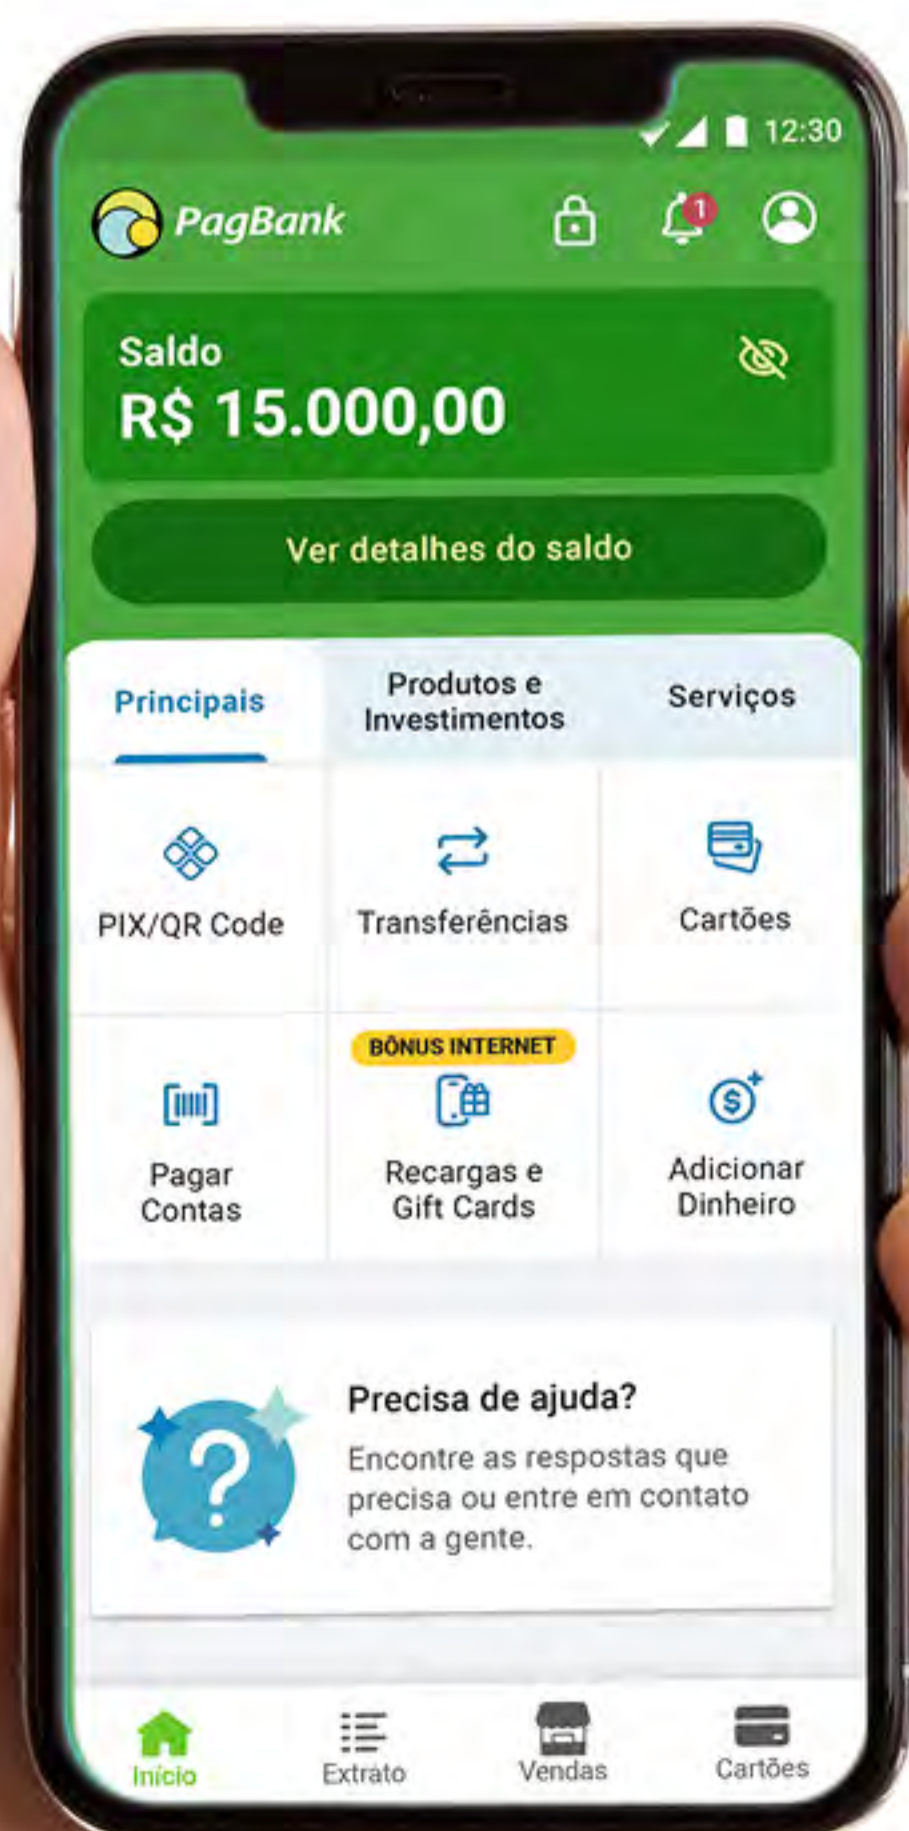 12:30
PagBank
1
Saldo
R$ 15.000,00
Ver detalhes do saldo
Principais
Produtos e
Investimentos
Serviços
PIX/QR Code
Transferências
Cartões
BÔNUS INTERNET
Pagar
Contas
Recargas e
Gift Cards
Adicionar
Dinheiro
Precisa de ajuda?
Encontre as respostas que
precisa ou entre em contato
com a gente.
Início
Extrato
Vendas
Cartões